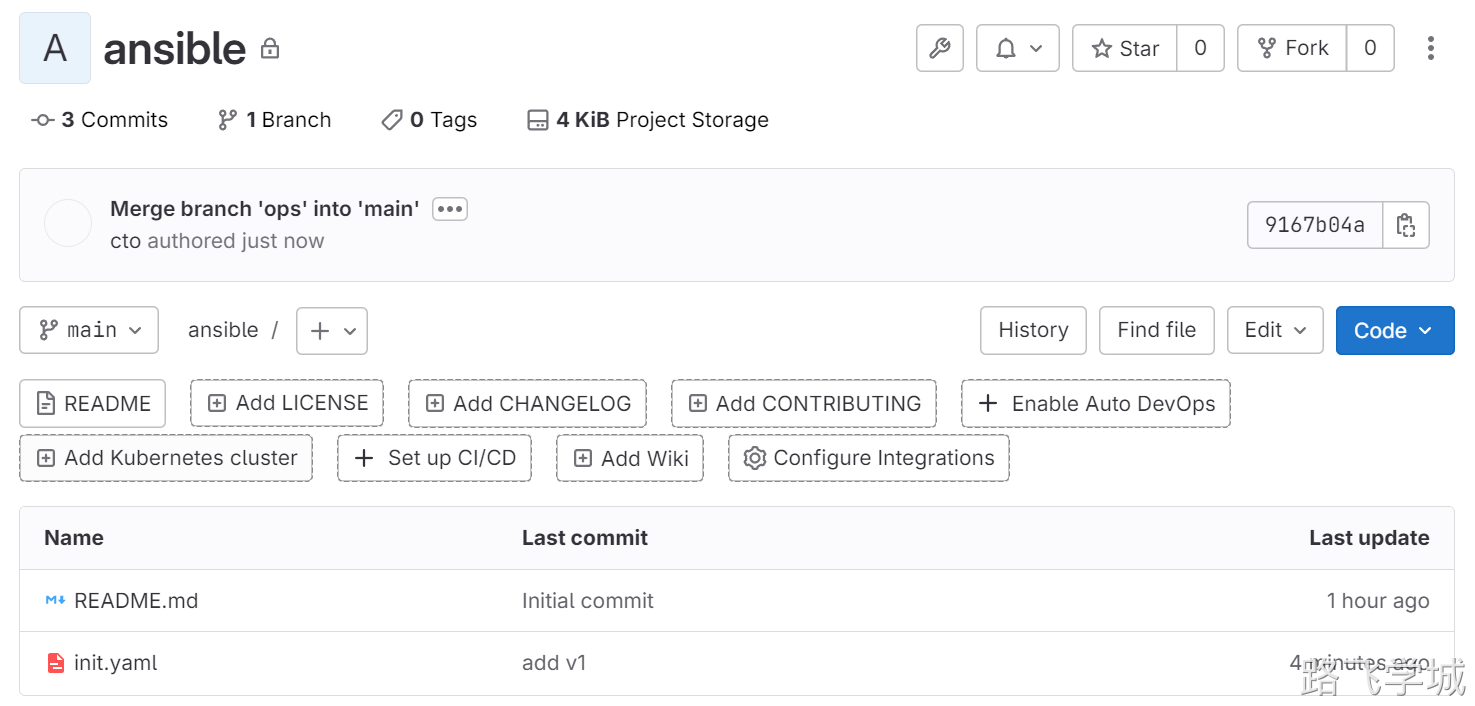 A ansible Star 0 Fork 0
3 Commits 1 Branch 0 Tags 4 KiB Project Storage
Merge branch 'ops' into 'main'
cto authored just now
9167b04a
main ansible / History Find file Edit Code
README Add LICENSE Add CHANGELOG Add CONTRIBUTING Enable Auto DevOps
Add Kubernetes cluster Set up CI/CD Add Wiki Configure Integrations
Name Last commit Last update
README.md Initial commit 1 hour ago
init.yaml add v1 4 minutes ago
路飞学城